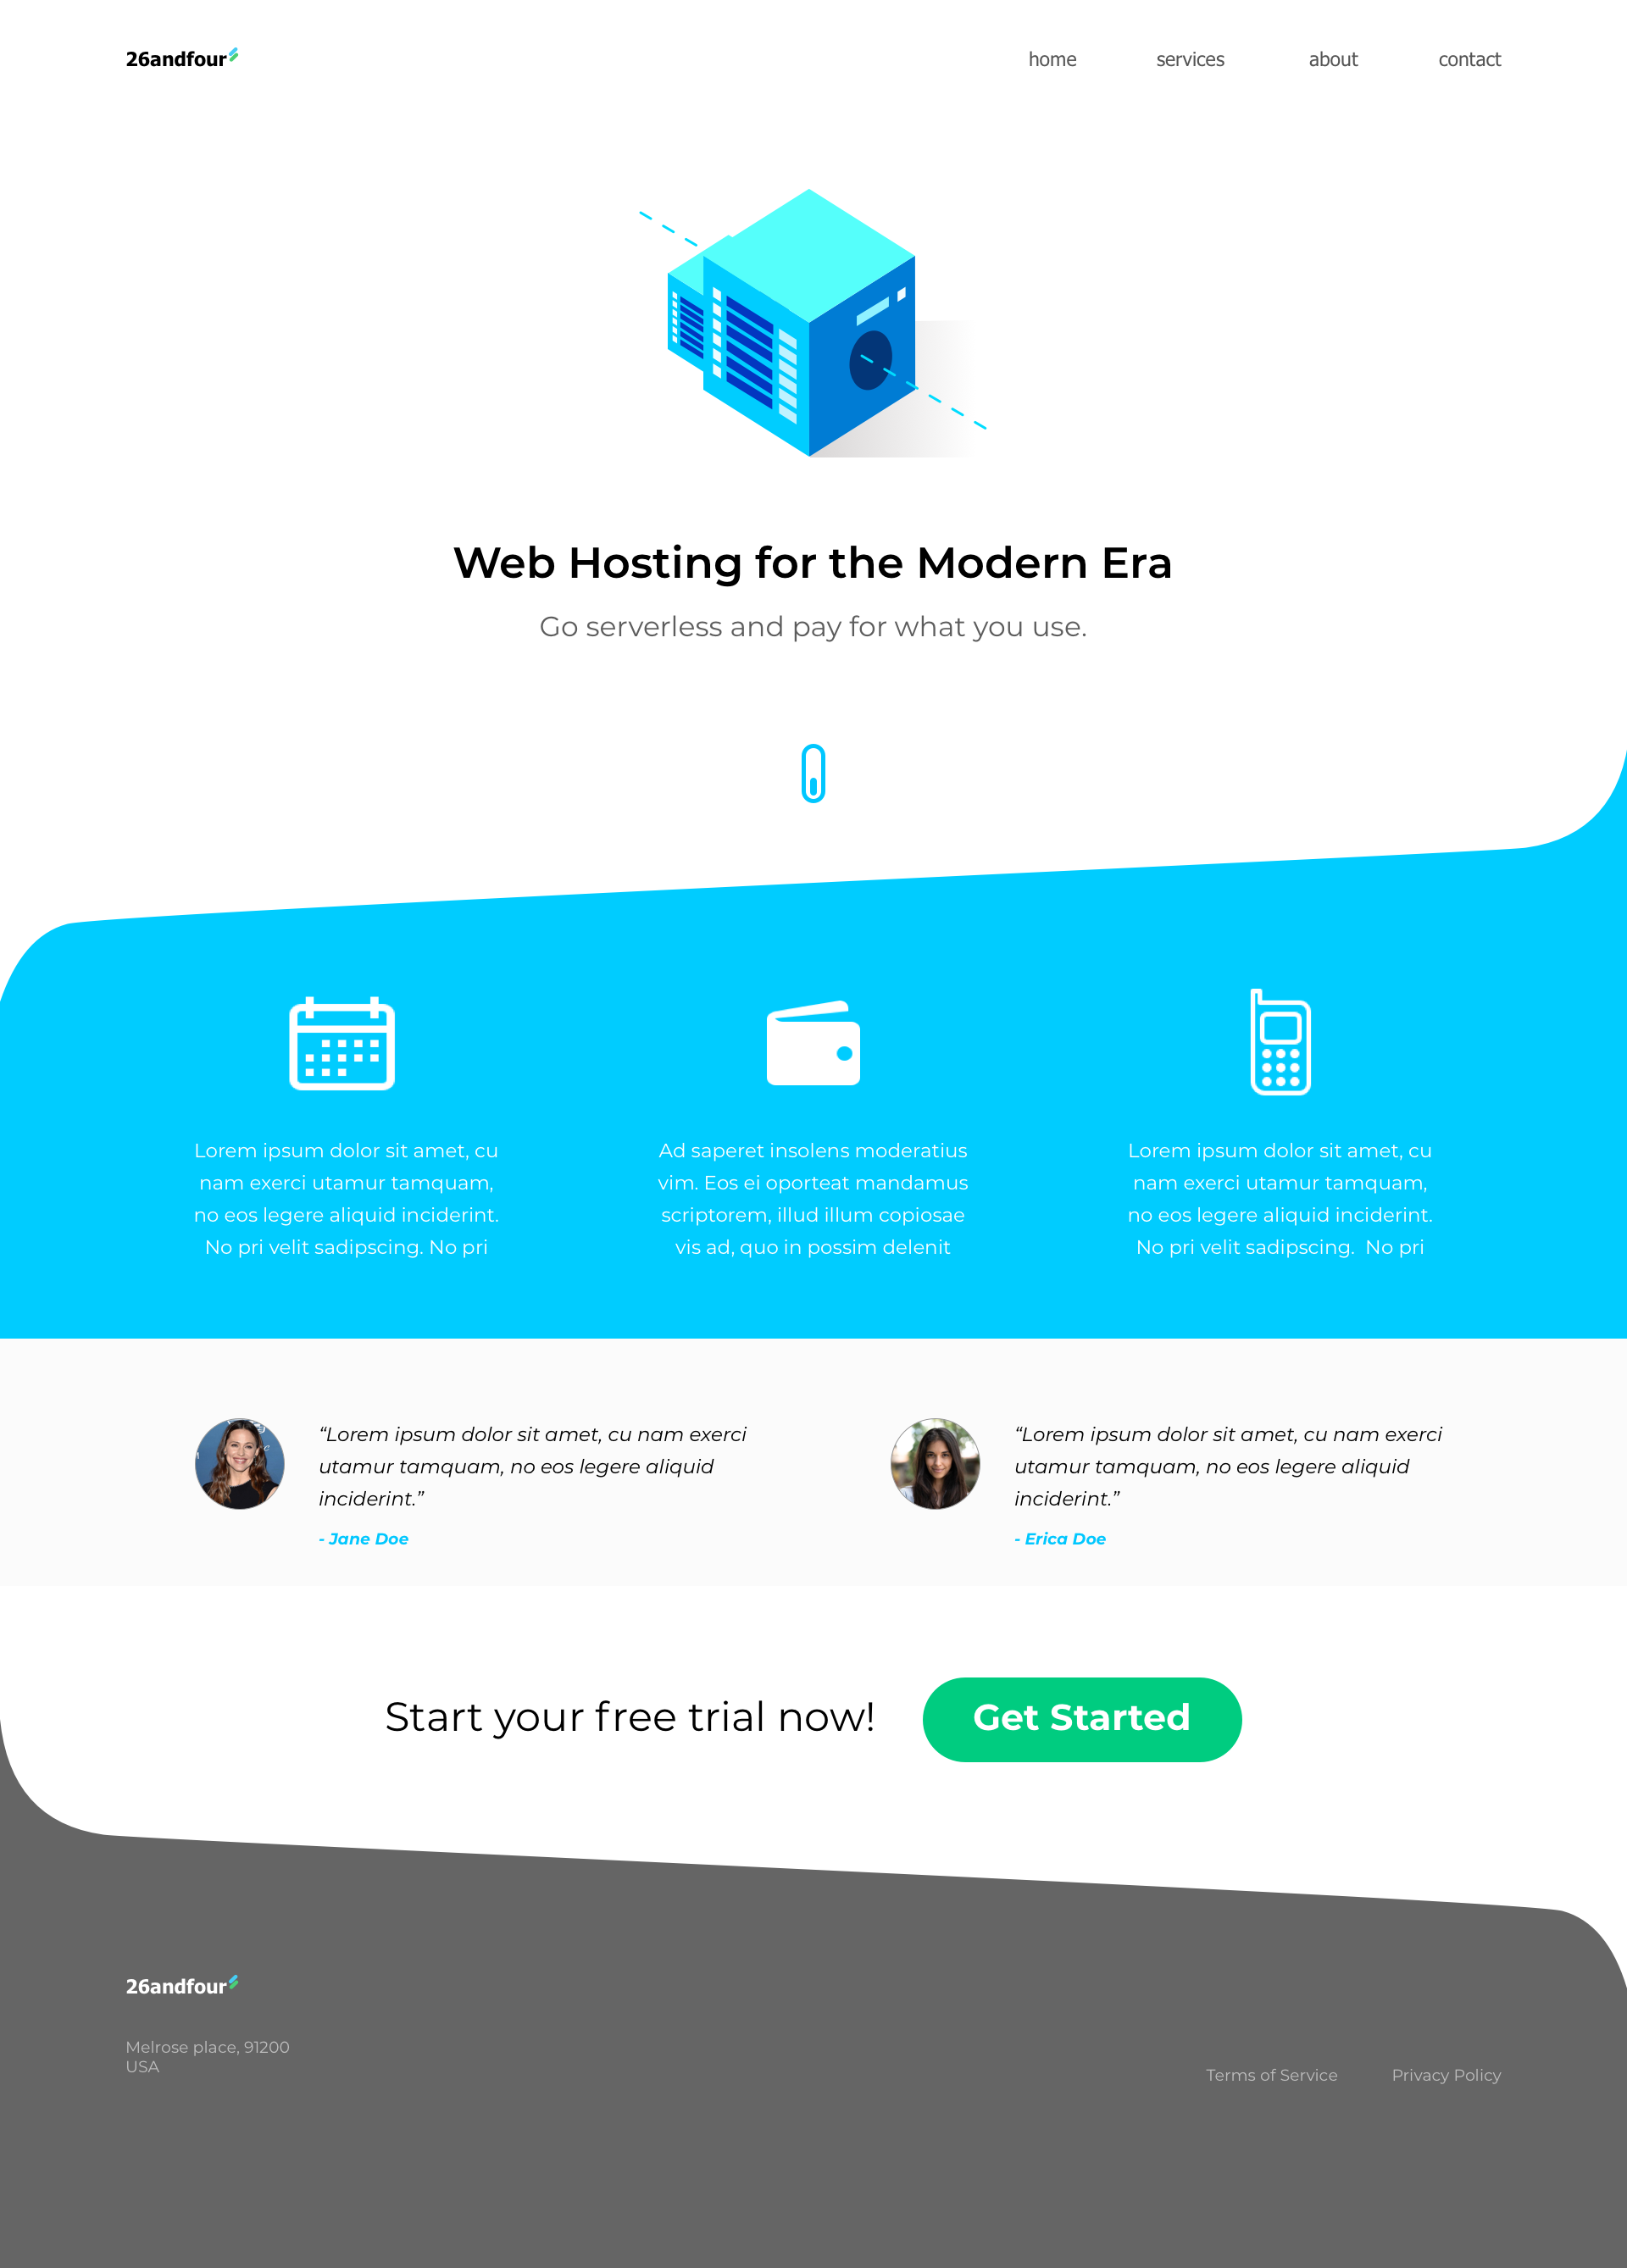 26andfour
home services about contact
Web Hosting for the Modern Era
Go serverless and pay for what you use.
Lorem ipsum dolor sit amet, cu
nam exerci utamur tamquam,
no eos legere aliquid inciderint.
No pri velit sadipscing. No pri
Ad saperet insolens moderatius
vim. Eos ei oporteat mandamus
scriptorem, illud illum copiosae
vis ad, quo in possim delenit
Lorem ipsum dolor sit amet, cu
nam exerci utamur tamquam,
no eos legere aliquid inciderint.
No pri velit sadipscing.  No pri
“Lorem ipsum dolor sit amet, cu nam exerci
utamur tamquam, no eos legere aliquid
inciderint.”
- Jane Doe
“Lorem ipsum dolor sit amet, cu nam exerci
utamur tamquam, no eos legere aliquid
inciderint.”
- Erica Doe
Start your free trial now!
Get Started
26andfour
Melrose place, 91200
USA
Terms of Service Privacy Policy